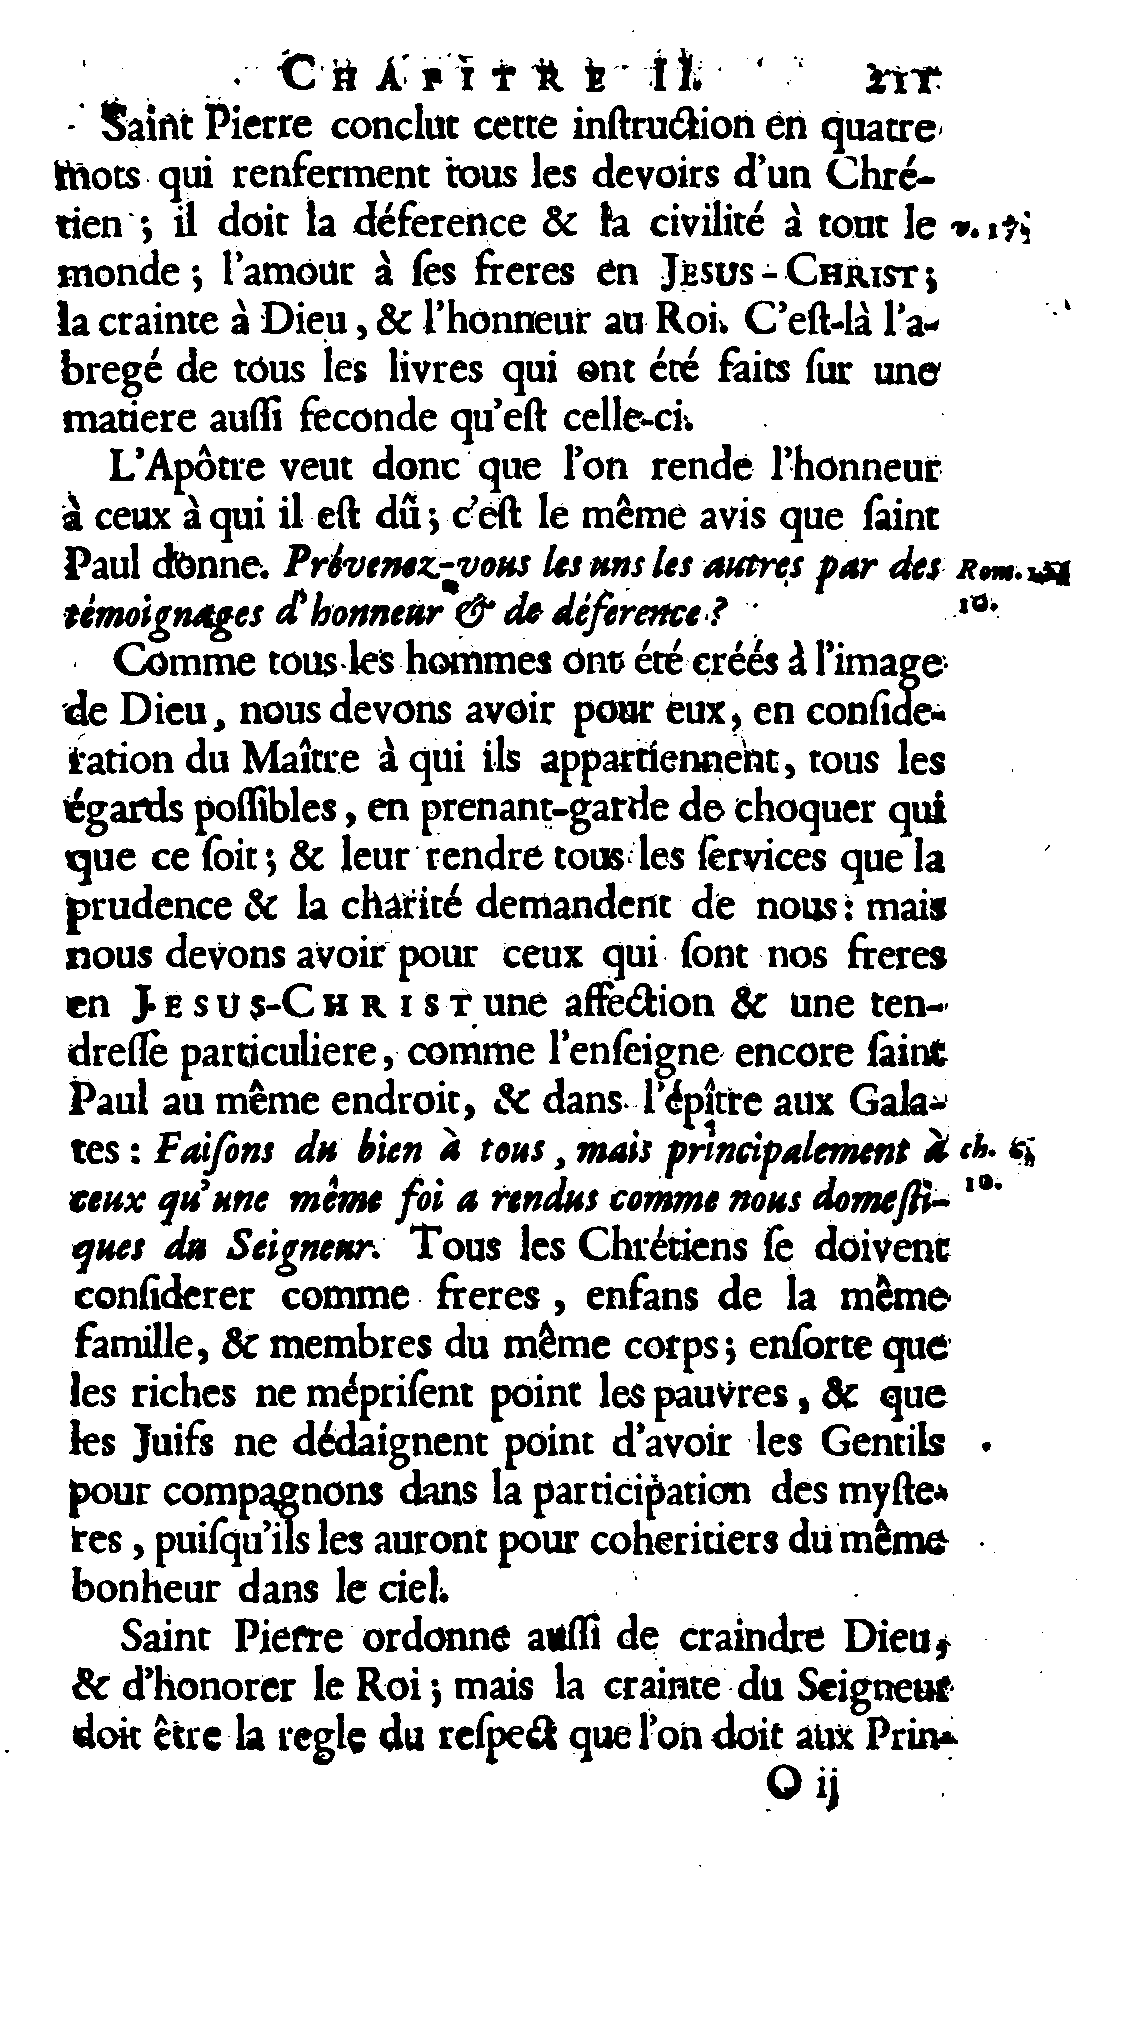 CHAPITRE II. 211
Saint Pierre conclut cette inſtruction en quatre
mots qui renferment tous les devoirs d'un Chré-
tien ; il doit la déference & la civilité à tout le v. 17.
monde ; l'amour à ſes freres en JESUS-CHRIST ;
la crainte à Dieu, & l'honneur au Roi. C'eſt-là l'a-
bregé de tous les livres qui ont été faits ſur une
matiere auſſi feconde qu'eſt celle-ci.
L'Apôtre veut donc que l'on rende l'honneur
à ceux à qui il eſt dû ; c'eſt le même avis que ſaint
Paul donne. Prévenez-vous les uns les autres par des Rom.
témoignages d'honneur & de déference ? 10.
Comme tous les hommes ont été créés à l'image
de Dieu, nous devons avoir pour eux, en conſide-
ration du Maître à qui ils appartiennent, tous les
égards poſſibles, en prenant-garde de choquer qui
que ce ſoit ; & leur rendre tous les ſervices que la
prudence & la charité demandent de nous : mais
nous devons avoir pour ceux qui ſont nos freres
en JESUS-CHRIST une affection & une ten-
dreſſe particuliere, comme l'enſeigne encore ſaint
Paul au même endroit, & dans l'épître aux Gala-
tes : Faiſons du bien à tous, mais principalement à ch. 6.
ceux qu'une même foi a rendus comme nous domeſti- 10.
ques du Seigneur. Tous les Chrétiens ſe doivent
conſiderer comme freres, enfans de la même
famille, & membres du même corps ; enſorte que
les riches ne mépriſent point les pauvres, & que
les Juifs ne dédaignent point d'avoir les Gentils
pour compagnons dans la participation des myſte-
res, puiſqu'ils les auront pour coheritiers du même
bonheur dans le ciel.
Saint Pierre ordonne auſſi de craindre Dieu,
& d'honorer le Roi ; mais la crainte du Seigneur
doit être la regle du reſpect que l'on doit aux Prin-
O ij